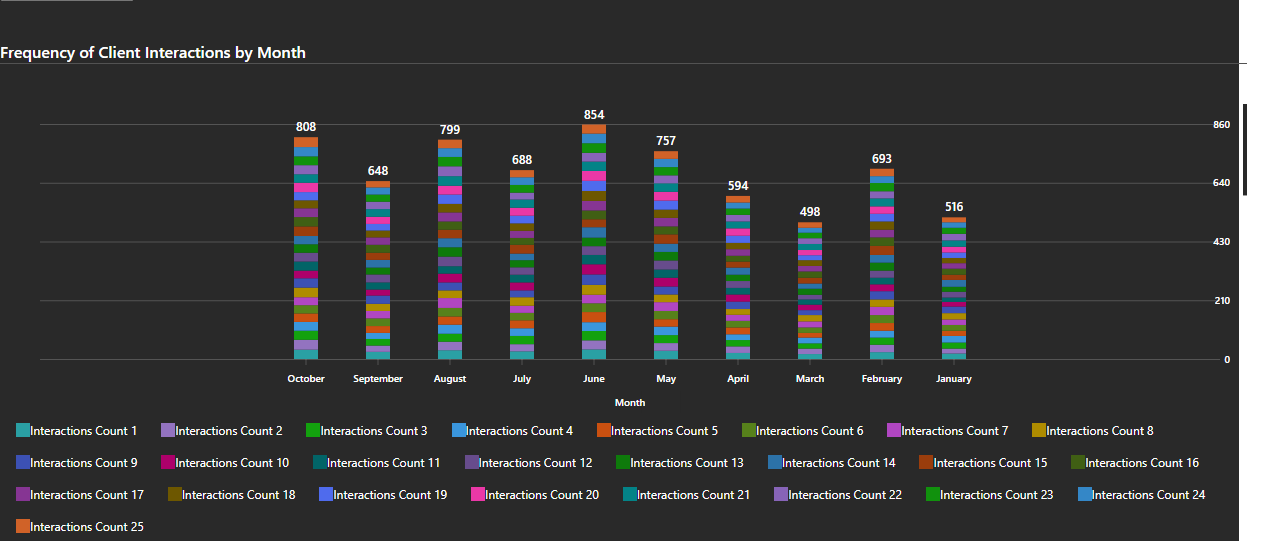 Frequency of Client Interactions by Month
808
648
799
688
854
757
594
498
693
516
860
640
430
210
0
October September August July June May April March February January
Month
Interactions Count 1 Interactions Count 2 Interactions Count 3 Interactions Count 4 Interactions Count 5 Interactions Count 6 Interactions Count 7 Interactions Count 8
Interactions Count 9 Interactions Count 10 Interactions Count 11 Interactions Count 12 Interactions Count 13 Interactions Count 14 Interactions Count 15 Interactions Count 16
Interactions Count 17 Interactions Count 18 Interactions Count 19 Interactions Count 20 Interactions Count 21 Interactions Count 22 Interactions Count 23 Interactions Count 24
Interactions Count 25